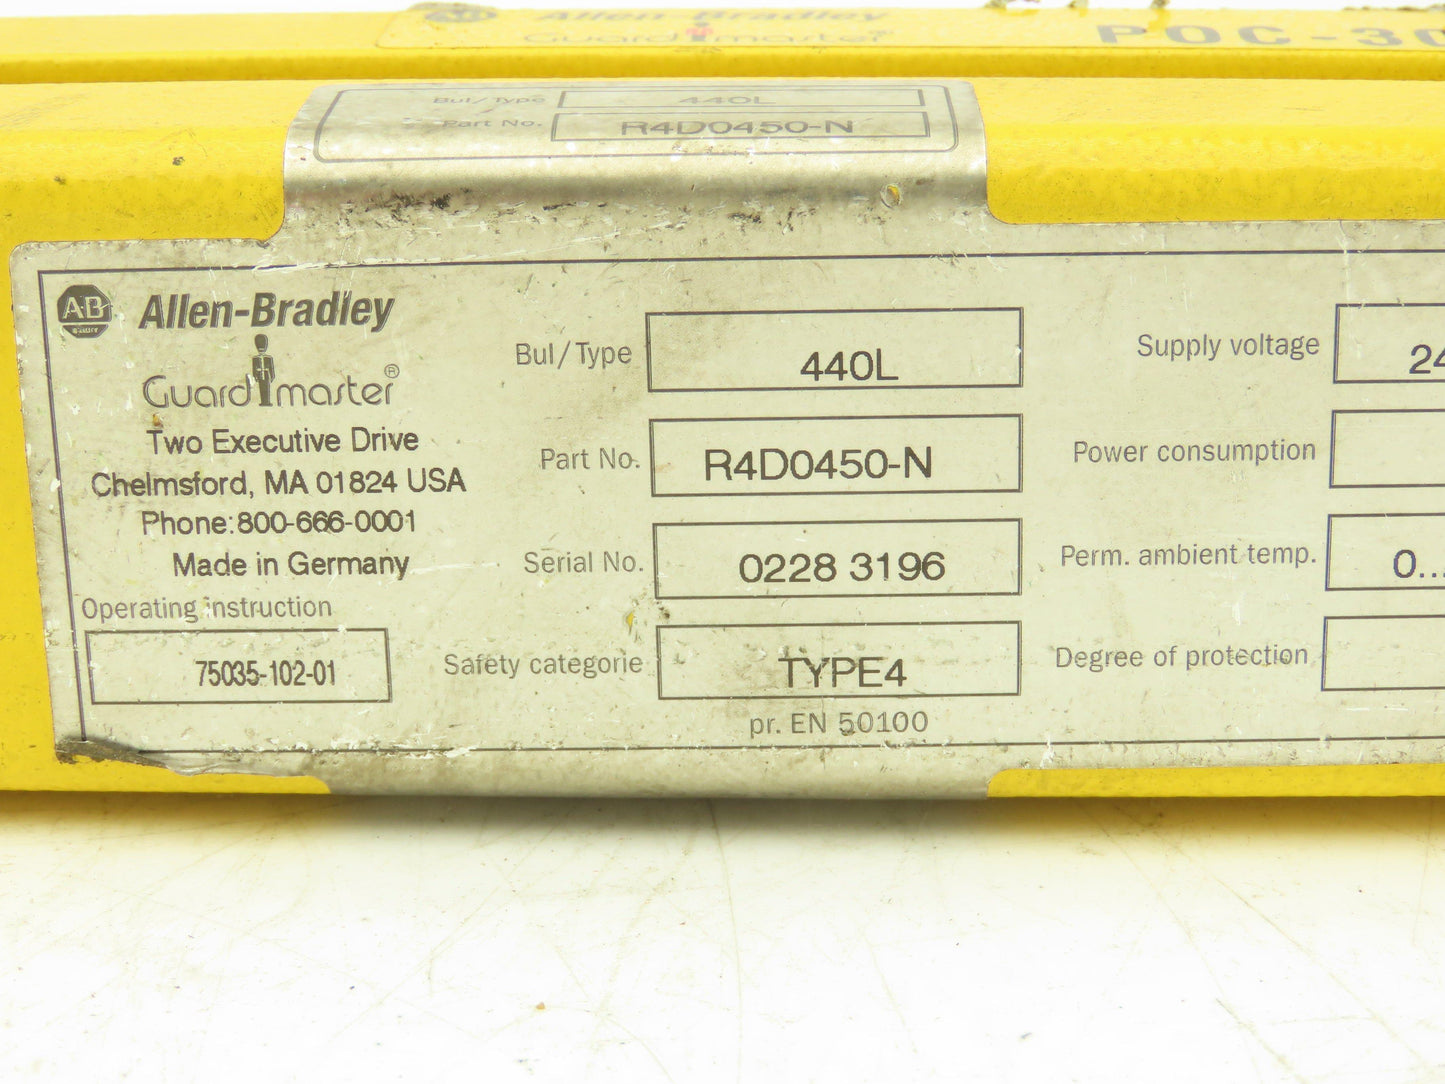 Allen-Bradley
Guardmaster
POC-30
Bul/Type 440L
Part No. R4D0450-N
AB
Allen-Bradley
Guardmaster®
Two Executive Drive
Chelmsford, MA 01824 USA
Phone:800-666-0001
Made in Germany
Operating instruction
75035-102-01
Bul/Type 440L
Part No. R4D0450-N
Serial No. 0228 3196
Safety categorie TYPE4
pr. EN 50100
Supply voltage 24
Power consumption
Perm. ambient temp. 0...
Degree of protection